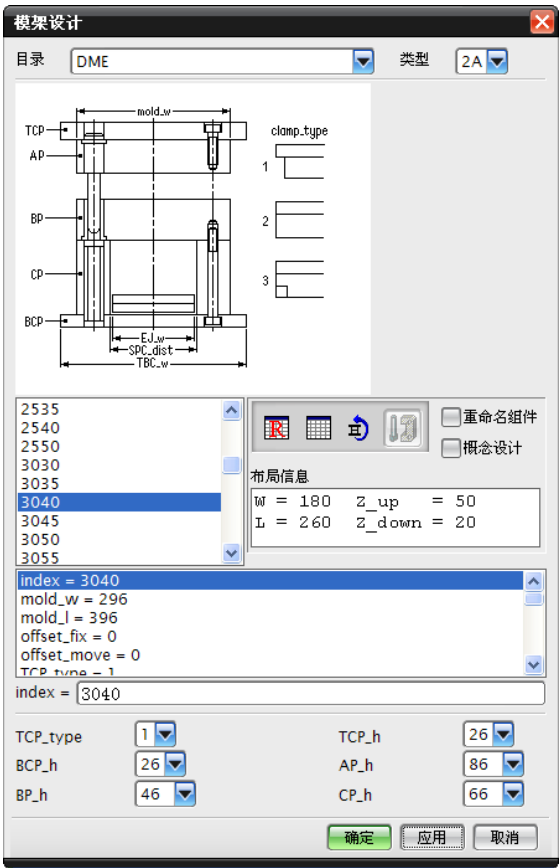 模架设计
目录 DME 类型 2A
mold_w
TCP
AP
BP
CP
BCP
EJ_w
SPC_dist
TBC_w
clamp_type
1
2
3
2535
2540
2550
3030
3035
3040
3045
3050
3055
R
重命名组件
概念设计
布局信息
W = 180 Z_up = 50
L = 260 Z_down = 20
index = 3040
mold_w = 296
mold_l = 396
offset_fix = 0
offset_move = 0
TCP_type = 1
index = 3040
TCP_type 1 TCP_h 26
BCP_h 26 AP_h 86
BP_h 46 CP_h 66
确定 应用 取消